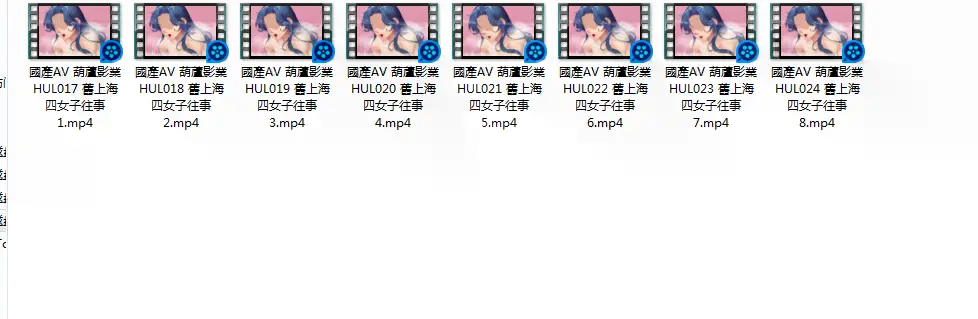 國產AV 葫蘆影業
HUL017 舊上海
四女子往事
1.mp4
國產AV 葫蘆影業
HUL018 舊上海
四女子往事
2.mp4
國產AV 葫蘆影業
HUL019 舊上海
四女子往事
3.mp4
國產AV 葫蘆影業
HUL020 舊上海
四女子往事
4.mp4
國產AV 葫蘆影業
HUL021 舊上海
四女子往事
5.mp4
國產AV 葫蘆影業
HUL022 舊上海
四女子往事
6.mp4
國產AV 葫蘆影業
HUL023 舊上海
四女子往事
7.mp4
國產AV 葫蘆影業
HUL024 舊上海
四女子往事
8.mp4